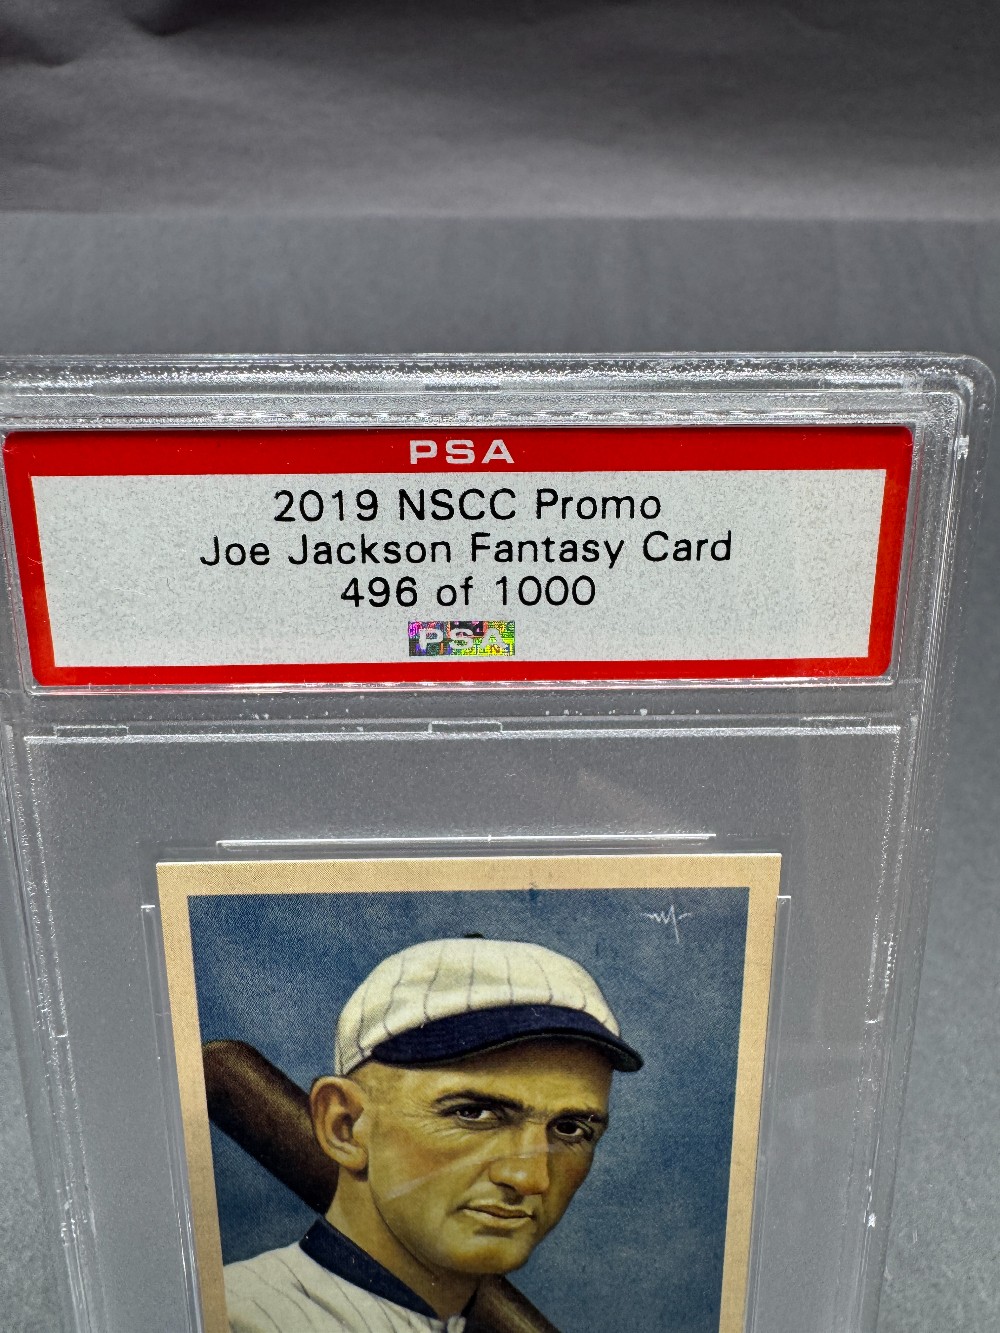 PSA
2019 NSCC Promo
Joe Jackson Fantasy Card
496 of 1000
PSA